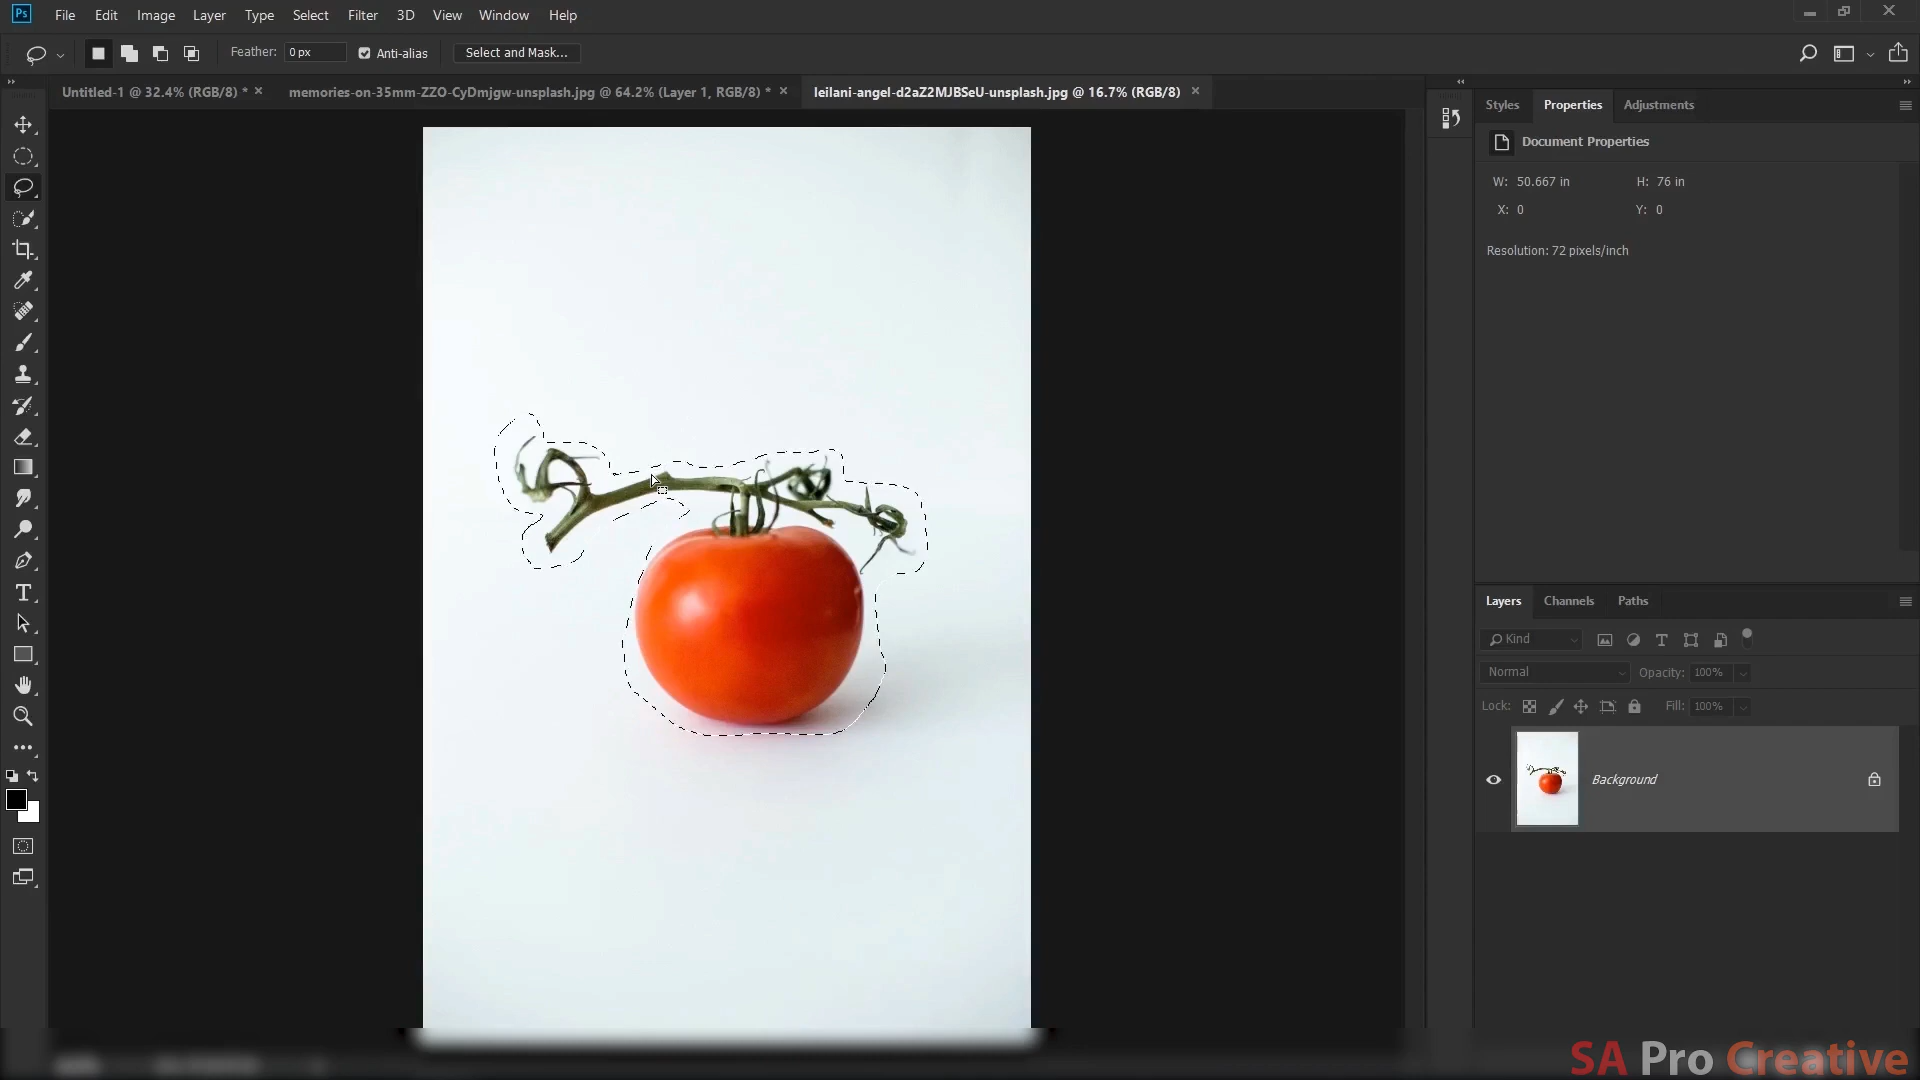 Ps File Edit Image Layer Type Select Filter 3D View Window Help
Feather: 0 px Anti-alias Select and Mask...
Untitled-1 @ 32.4% (RGB/8) * × memories-on-35mm-ZZO-CyDmjgw-unsplash.jpg @ 64.2% (Layer 1, RGB/8) * × leilani-angel-d2aZ2MJBSeU-unsplash.jpg @ 16.7% (RGB/8) ×
Styles Properties Adjustments
Document Properties
W: 50.667 in H: 76 in
X: 0 Y: 0
Resolution: 72 pixels/inch
Layers Channels Paths
Kind
Normal Opacity: 100%
Lock: Fill: 100%
Background
SA Pro Creative